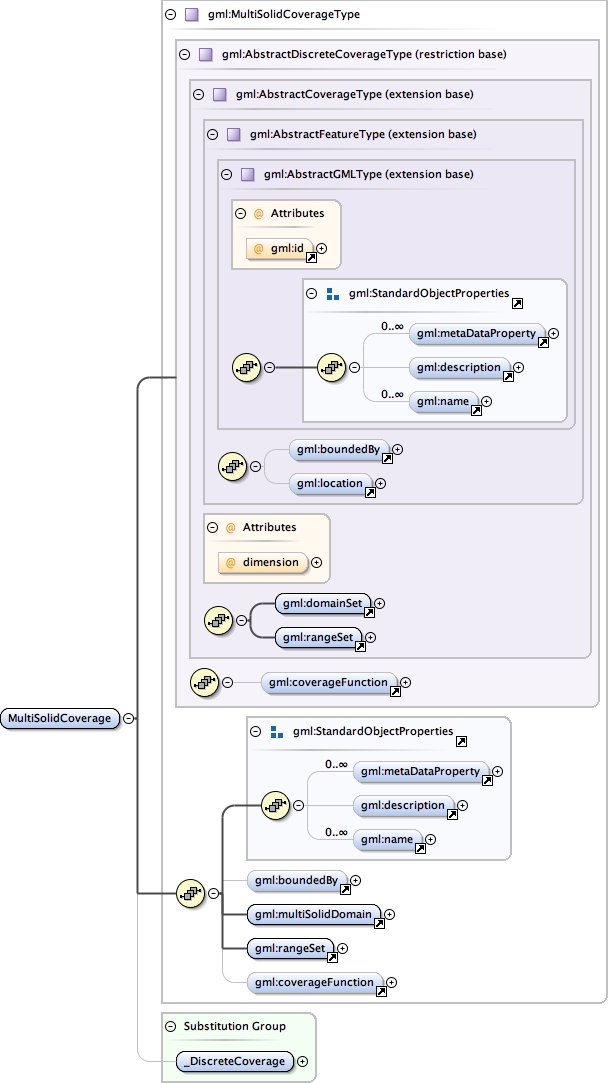 gml:MultiSolidCoverageType
gml:AbstractDiscreteCoverageType (restriction base)
gml:AbstractCoverageType (extension base)
gml:AbstractFeatureType (extension base)
gml:AbstractGMLType (extension base)
@ Attributes
@ gml:id
gml:StandardObjectProperties
0..∞
gml:metaDataProperty
gml:description
0..∞
gml:name
gml:boundedBy
gml:location
@ Attributes
@ dimension
gml:domainSet
gml:rangeSet
gml:coverageFunction
MultiSolidCoverage
gml:StandardObjectProperties
0..∞
gml:metaDataProperty
gml:description
0..∞
gml:name
gml:boundedBy
gml:multiSolidDomain
gml:rangeSet
gml:coverageFunction
Substitution Group
_DiscreteCoverage